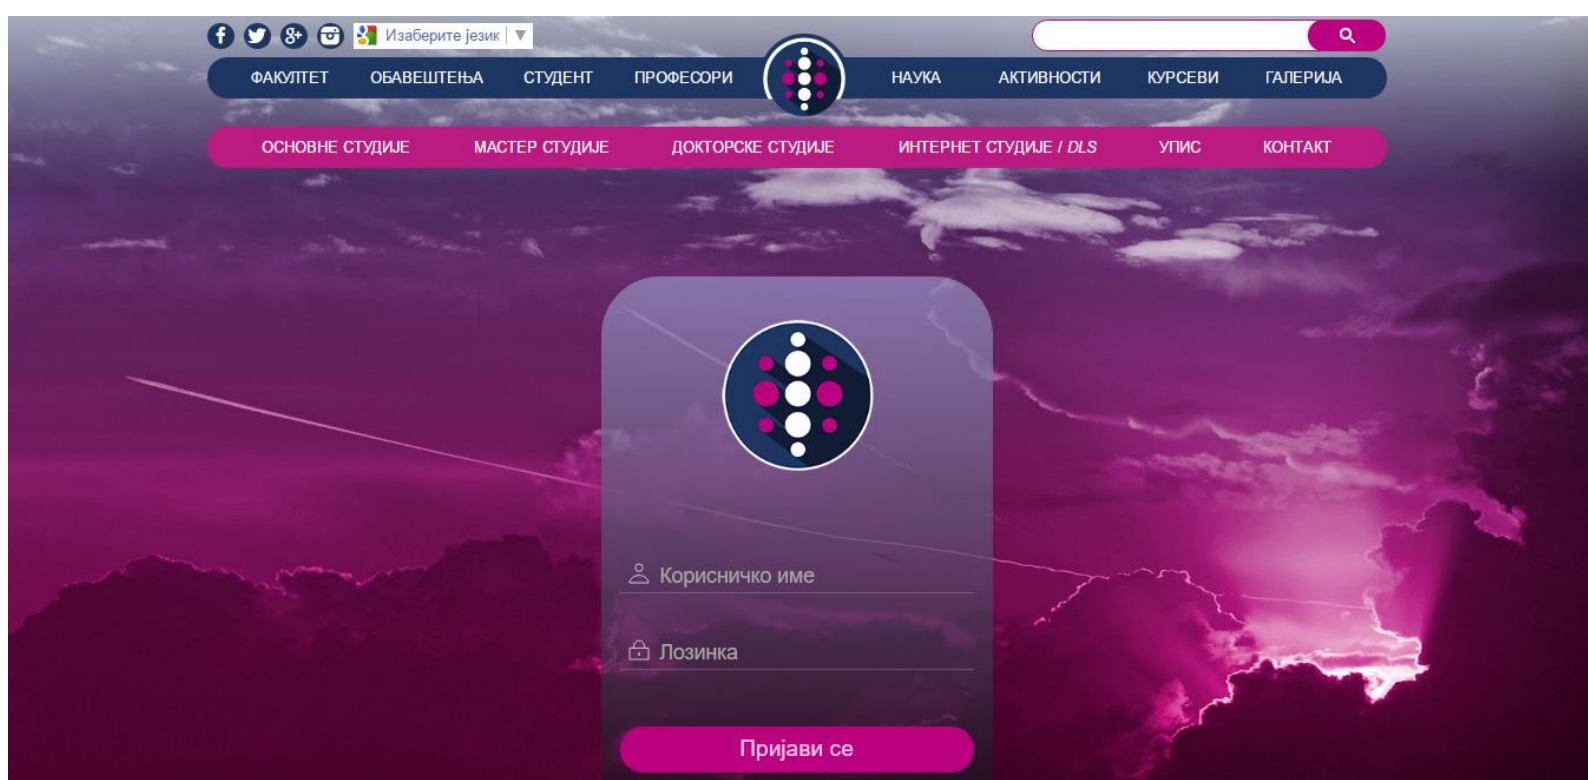 Изаберите језик
ФАКУЛТЕТ ОБАВЕШТЕЊА СТУДЕНТ ПРОФЕСОРИ НАУКА АКТИВНОСТИ КУРСЕВИ ГАЛЕРИЈА
ОСНОВНЕ СТУДИЈЕ МАСТЕР СТУДИЈЕ ДОКТОРСКЕ СТУДИЈЕ ИНТЕРНЕТ СТУДИЈЕ / DLS УПИС КОНТАКТ
Корисничко име
Лозинка
Пријави се